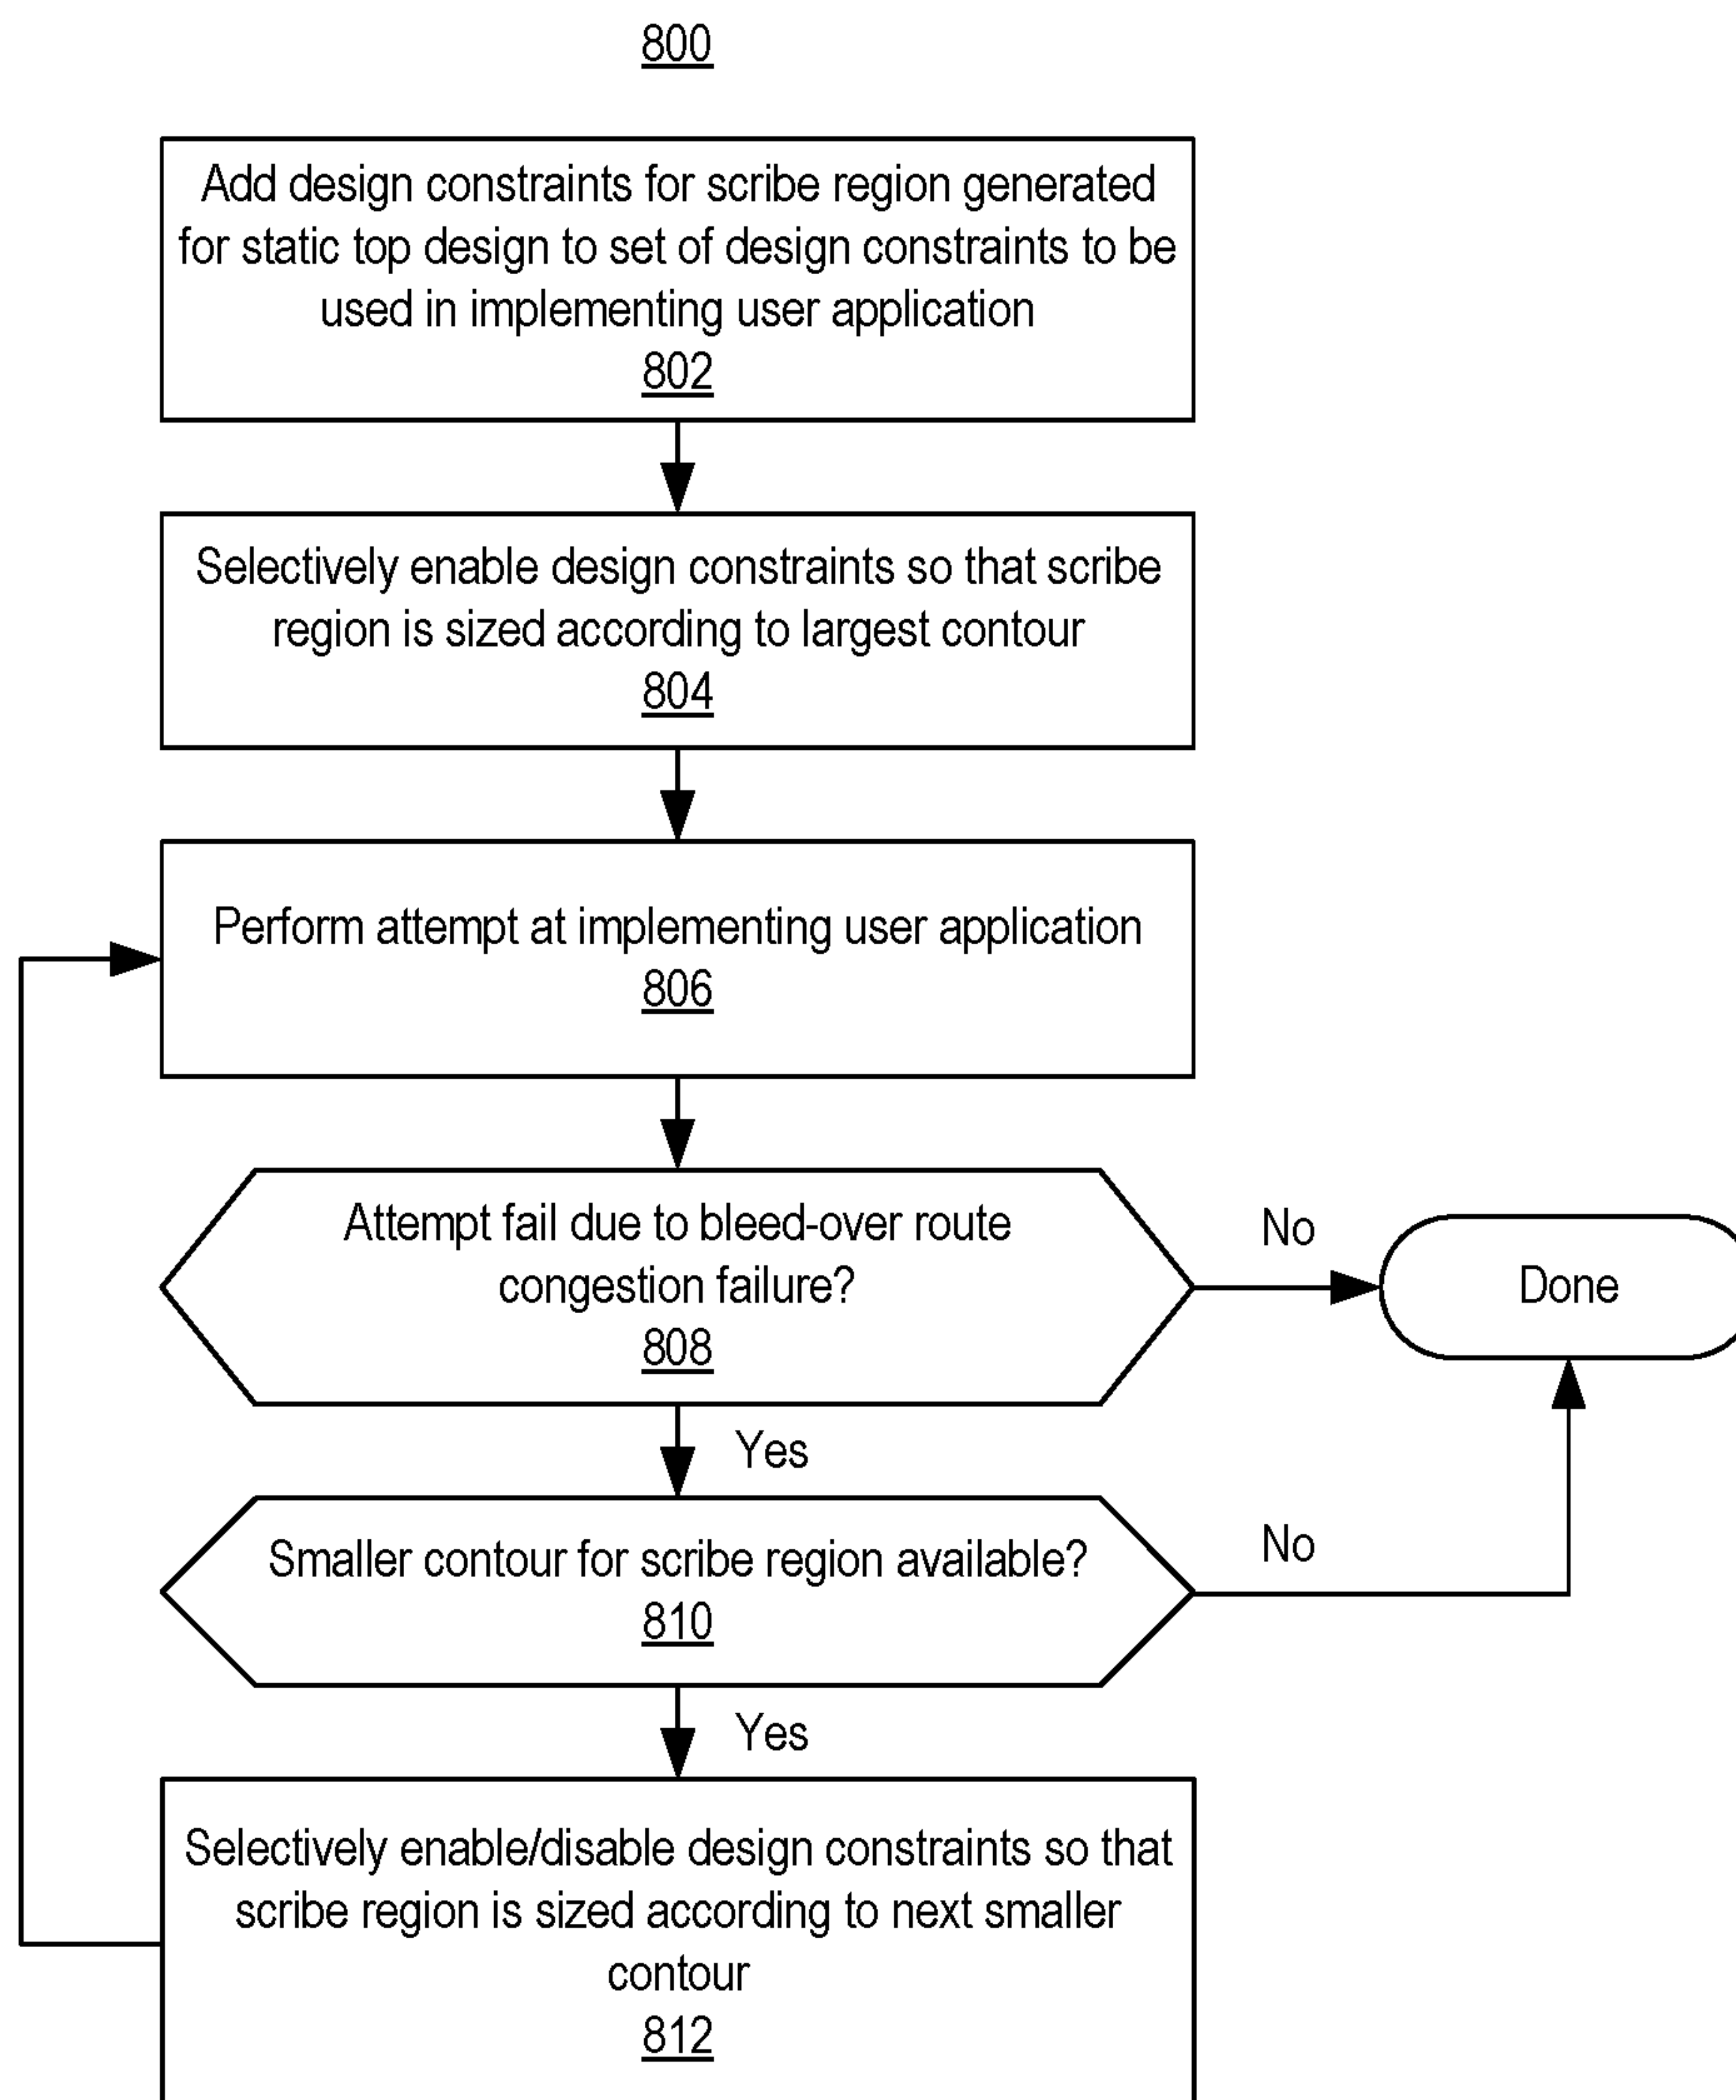 800
Add design constraints for scribe region generated
for static top design to set of design constraints to be
used in implementing user application
802
Selectively enable design constraints so that scribe
region is sized according to largest contour
804
Perform attempt at implementing user application
806
Attempt fail due to bleed-over route
congestion failure?
808
No
Done
Yes
Smaller contour for scribe region available?
810
No
Yes
Selectively enable/disable design constraints so that
scribe region is sized according to next smaller
contour
812